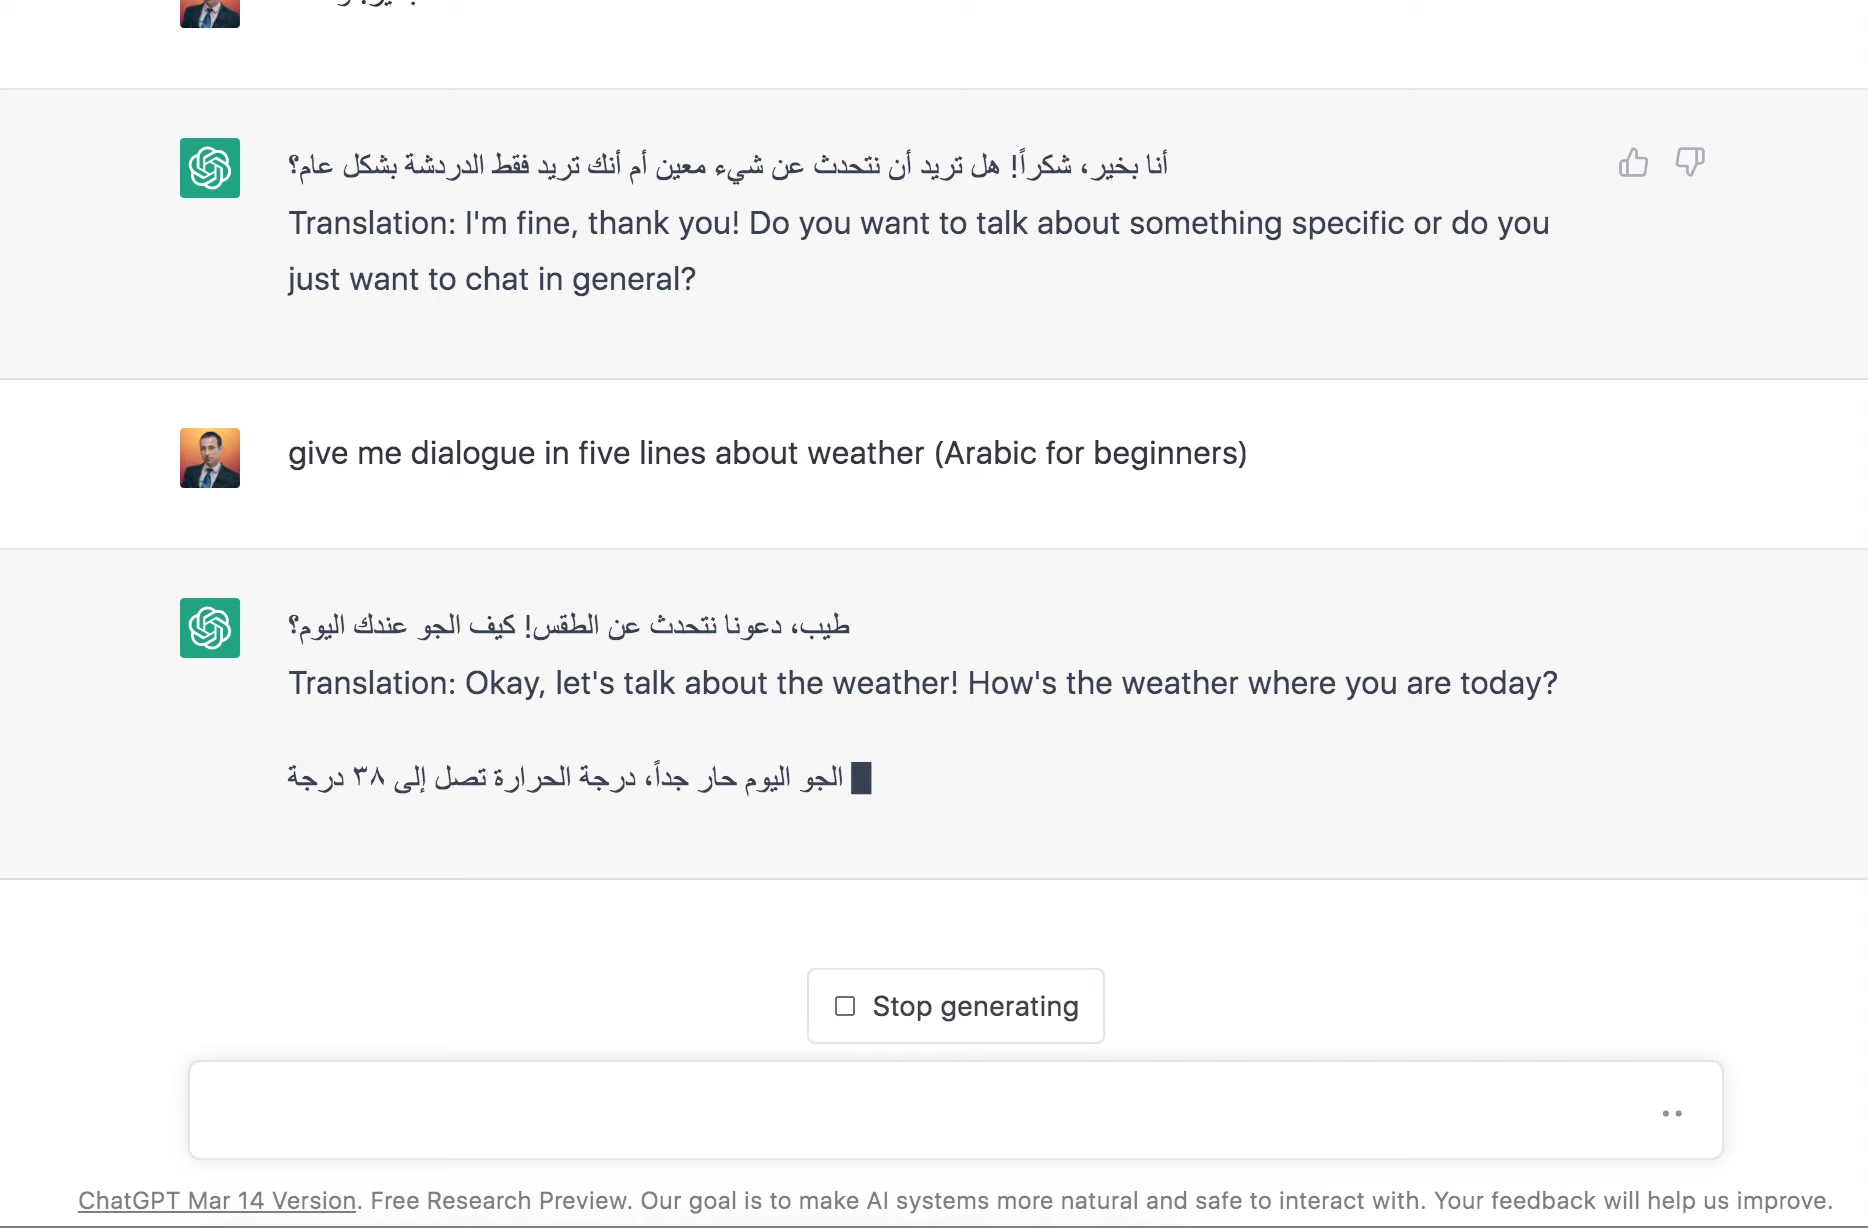 أنا بخير، شكراً! هل تريد أن نتحدث عن شيء معين أم أنك تريد فقط الدردشة بشكل عام؟
Translation: I'm fine, thank you! Do you want to talk about something specific or do you
just want to chat in general?
give me dialogue in five lines about weather (Arabic for beginners)
طيب، دعونا نتحدث عن الطقس! كيف الجو عندك اليوم؟
Translation: Okay, let's talk about the weather! How's the weather where you are today?
الجو اليوم حار جداً، درجة الحرارة تصل إلى ٣٨ درجة
Stop generating
ChatGPT Mar 14 Version. Free Research Preview. Our goal is to make AI systems more natural and safe to interact with. Your feedback will help us improve.